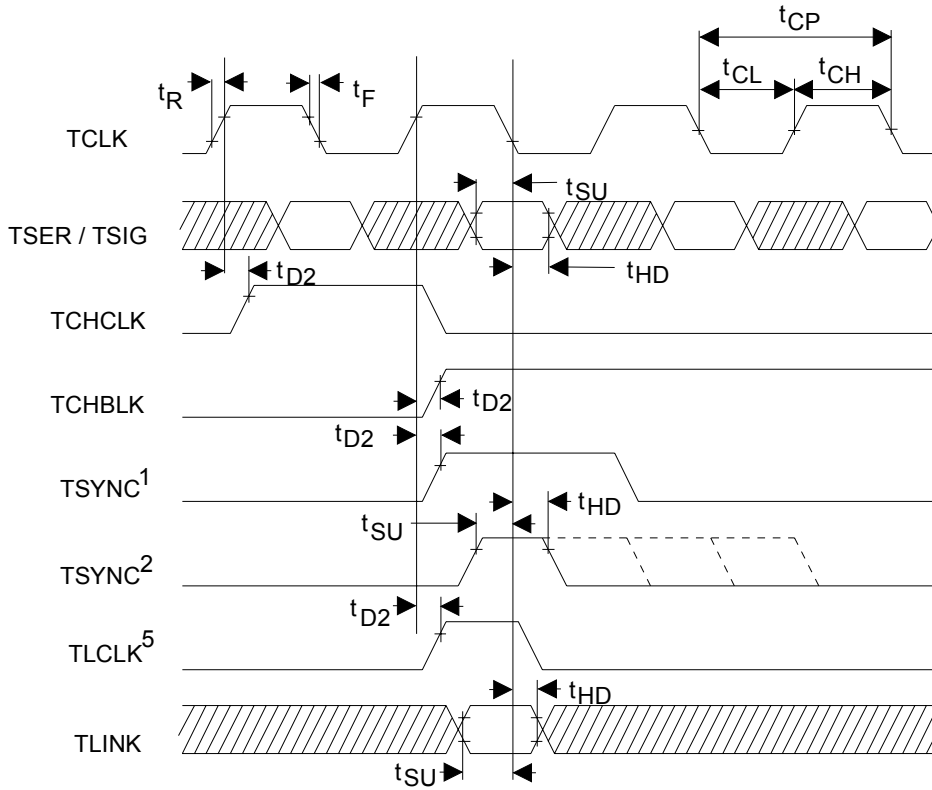 tCP
tCL tCH
tR tF
TCLK
tSU
TSER / TSIG
tD2 tHD
TCHCLK
TCHBLK
tD2
tD2
TSYNC1
tHD
tSU
TSYNC2
tD2
TLCLK5
tHD
TLINK
tSU